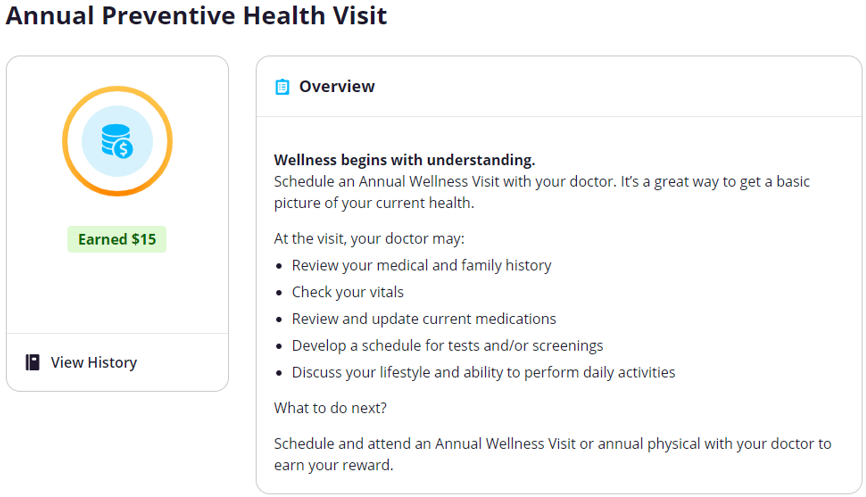 Annual Preventive Health Visit
Earned $15
View History
Overview
Wellness begins with understanding.
Schedule an Annual Wellness Visit with your doctor. It’s a great way to get a basic
picture of your current health.
At the visit, your doctor may:
• Review your medical and family history
• Check your vitals
• Review and update current medications
• Develop a schedule for tests and/or screenings
• Discuss your lifestyle and ability to perform daily activities
What to do next?
Schedule and attend an Annual Wellness Visit or annual physical with your doctor to
earn your reward.